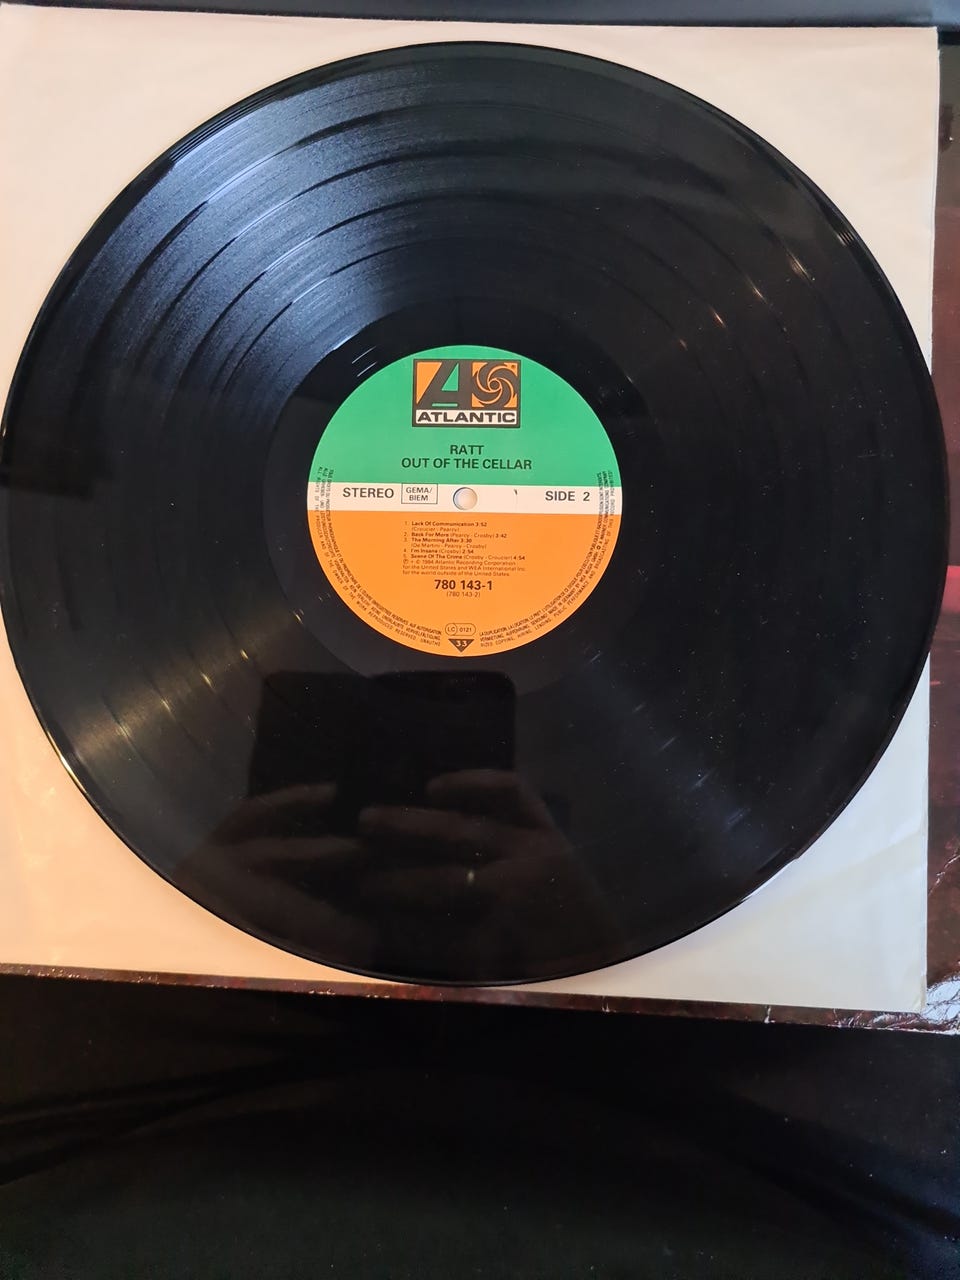 ATLANTIC
RATT
OUT OF THE CELLAR
STEREO GEMA/ BIEM SIDE 2
1. Lack Of Communication 3:52
(Croucier - Pearcy)
2. Back For More (Pearcy - Crosby) 3:42
3. The Morning After 3:30
(De Martini - Pearcy - Crosby)
4. I'm Insane (Crosby) 2:54
5. Scene Of The Crime (Crosby - Croucier) 4:54
℗ + © 1984 Atlantic Recording Corporation
for the United States and WEA International Inc.
for the world outside of the United States.
780 143-1
(780 143-2)
LC 0121
33